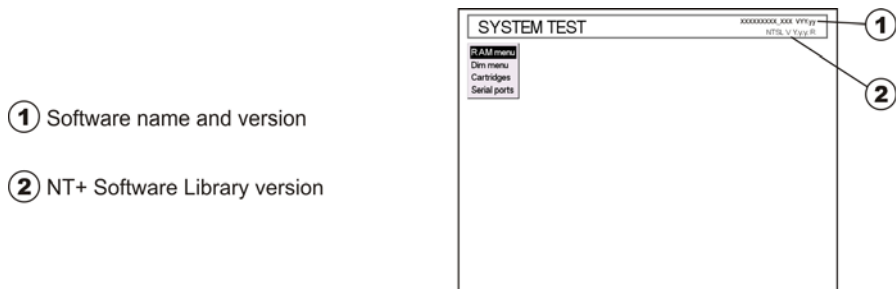 1 Software name and version
2 NT+ Software Library version
SYSTEM TEST
XXXXXXXXX_XXX VYY.yy
NTSL V Y.y.y. R
RAM menu
Dim menu
Cartridges
Serial ports
1
2